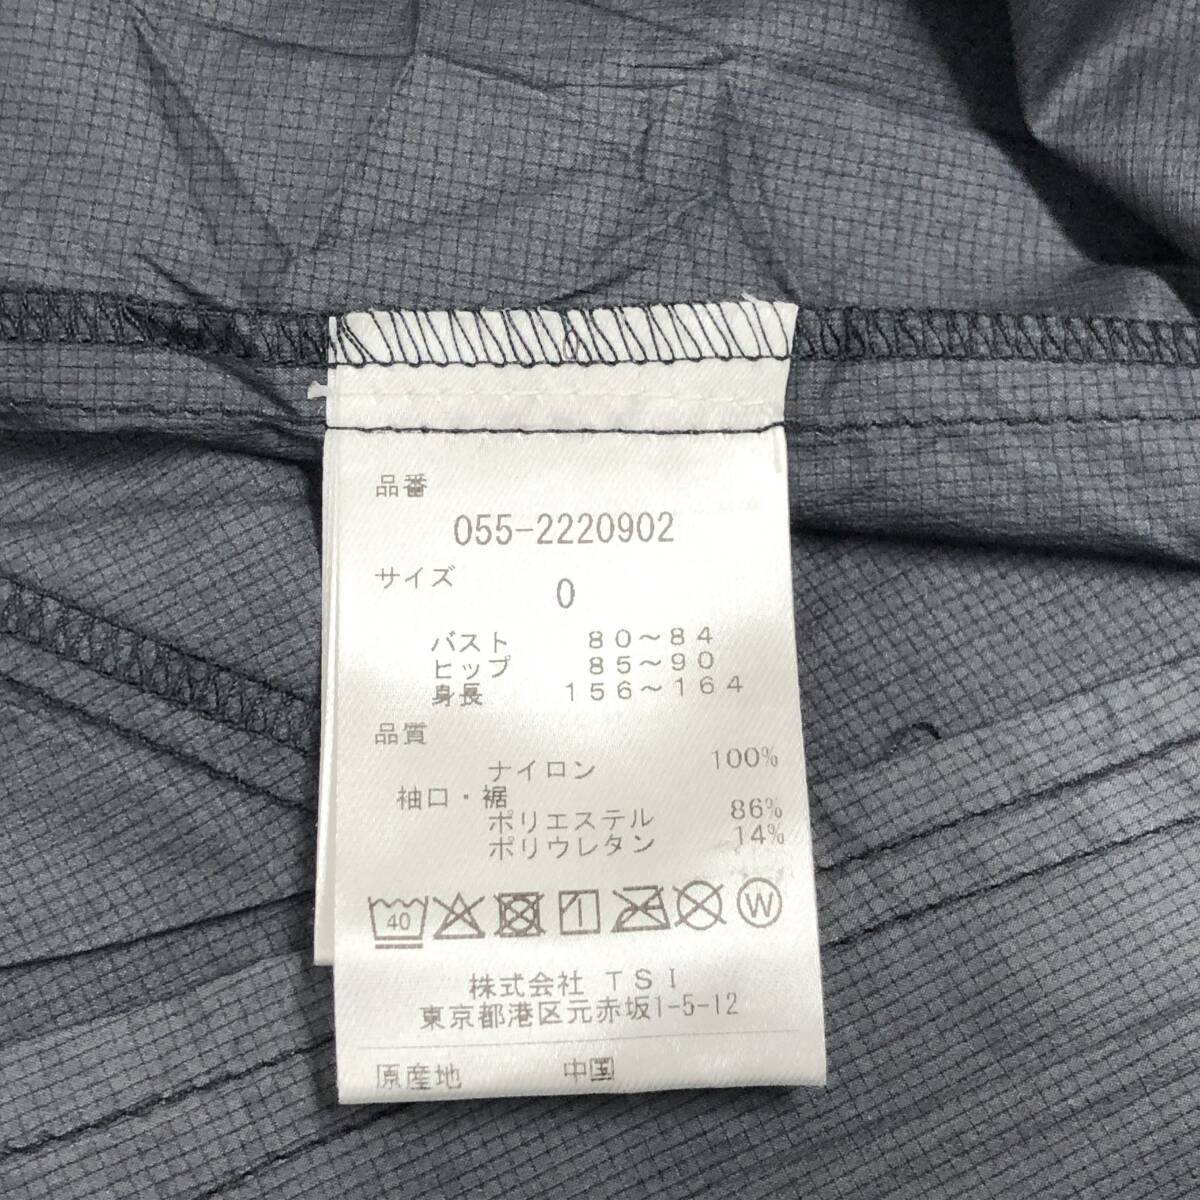 品番
055-2220902
サイズ
0
バスト 80～84
ヒップ 85～90
身長 156～164
品質
ナイロン 100%
袖口・裾
ポリエステル 86%
ポリウレタン 14%
40 W
株式会社 TSI
東京都港区元赤坂1-5-12
原産地 中国